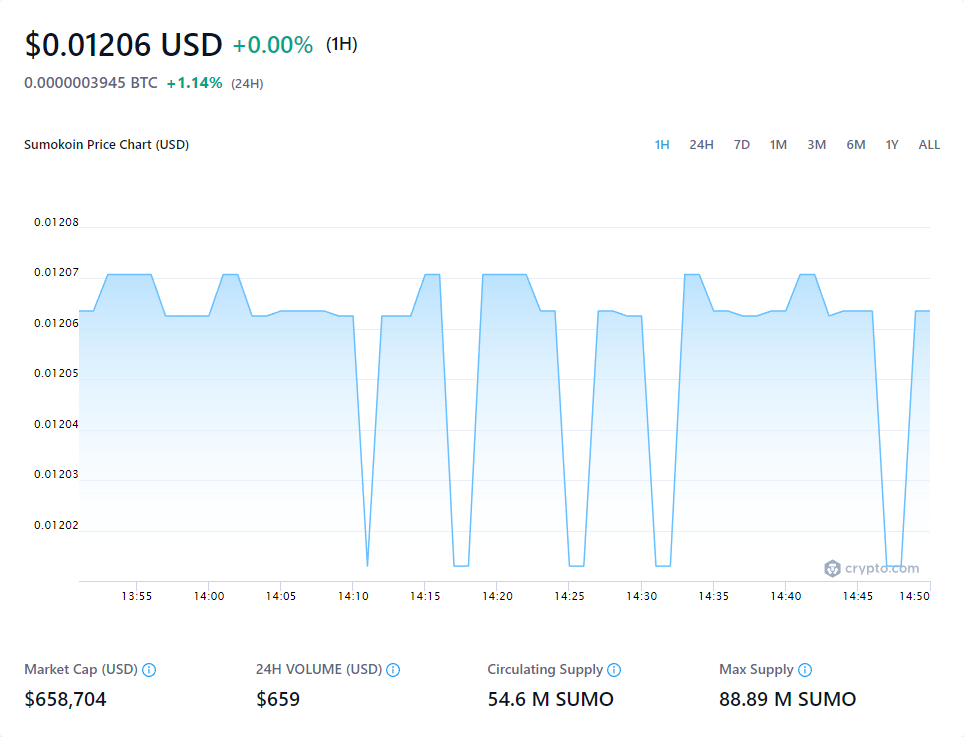 $0.01206 USD +0.00% (1H)
0.0000003945 BTC +1.14% (24H)
Sumokoin Price Chart (USD) 1H 24H 7D 1M 3M 6M 1Y ALL
0.01208
0.01207
0.01206
0.01205
0.01204
0.01203
0.01202
crypto.com
13:55 14:00 14:05 14:10 14:15 14:20 14:25 14:30 14:35 14:40 14:45 14:50
Market Cap (USD) 24H VOLUME (USD) Circulating Supply Max Supply
$658,704 $659 54.6 M SUMO 88.89 M SUMO